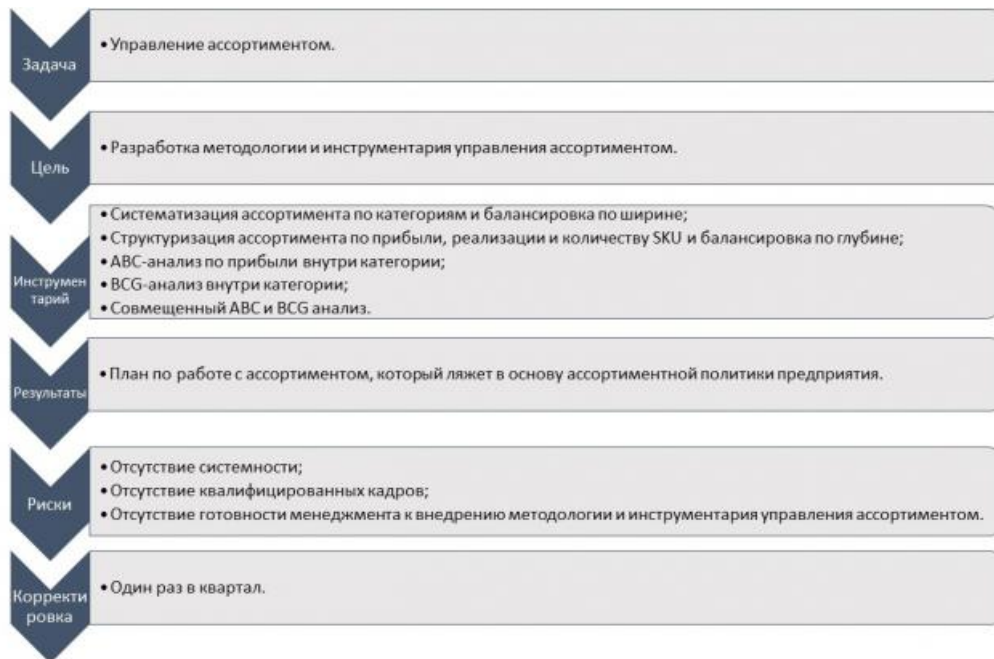 Задача
• Управление ассортиментом.
Цель
• Разработка методологии и инструментария управления ассортиментом.
Инструмен
тарий
• Систематизация ассортимента по категориям и балансировка по ширине;
• Структуризация ассортимента по прибыли, реализации и количеству SKU и балансировка по глубине;
• ABC-анализ по прибыли внутри категории;
• BCG-анализ внутри категории;
• Совмещенный ABC и BCG анализ.
Результаты
• План по работе с ассортиментом, который ляжет в основу ассортиментной политики предприятия.
Риски
• Отсутствие системности;
• Отсутствие квалифицированных кадров;
• Отсутствие готовности менеджмента к внедрению методологии и инструментария управления ассортиментом.
Корректи
ровка
• Один раз в квартал.